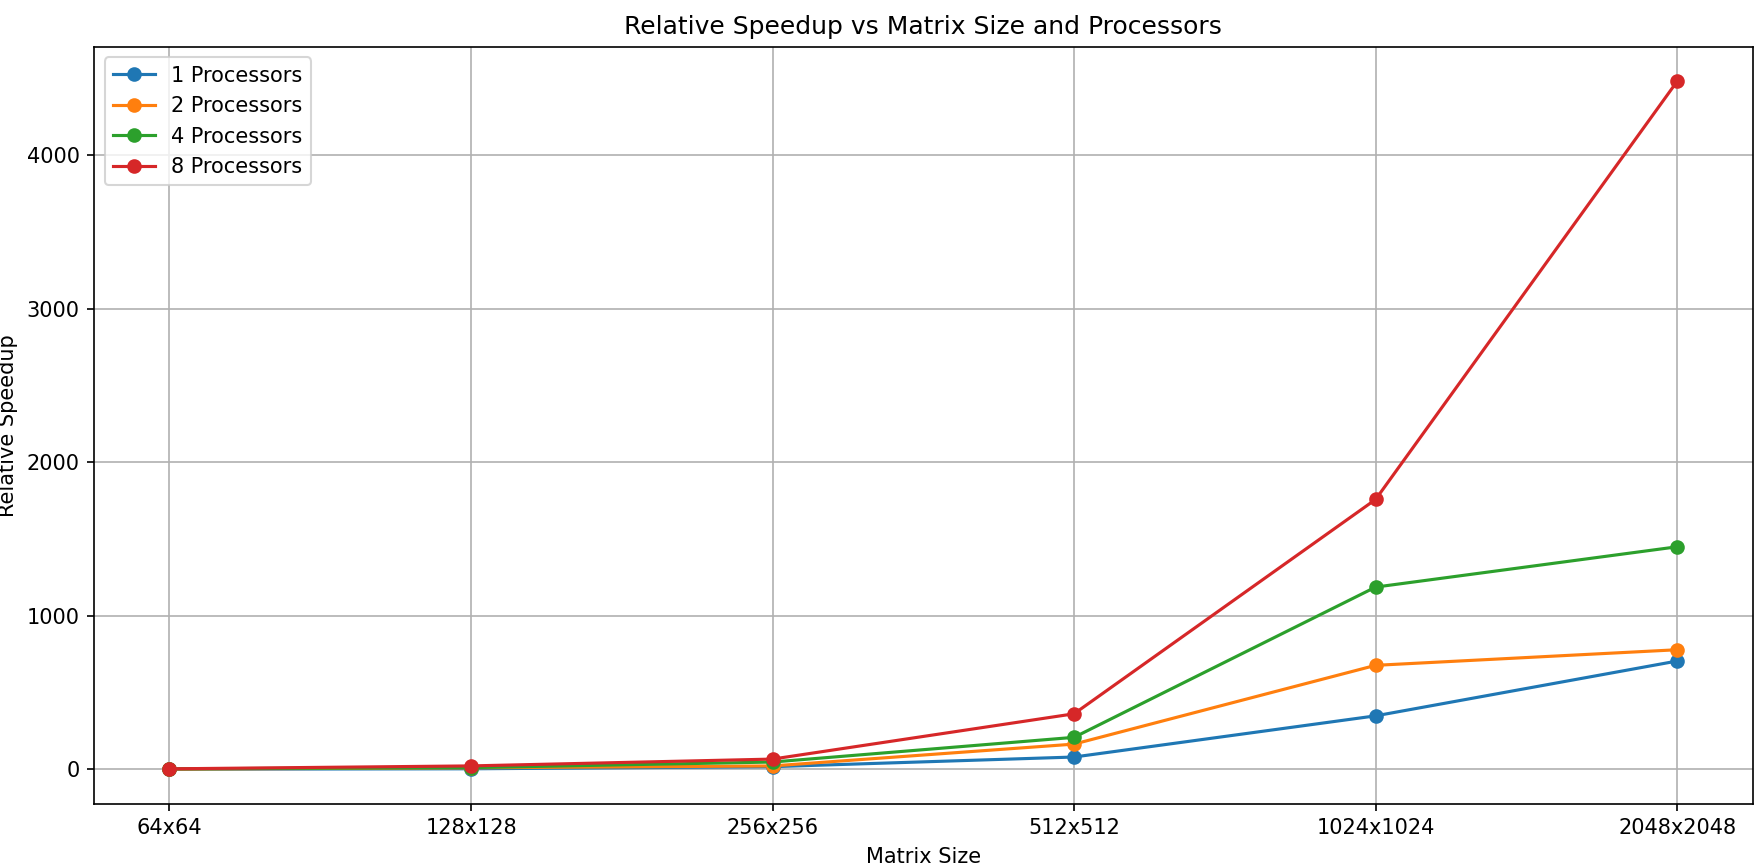 Relative Speedup vs Matrix Size and Processors
1 Processors
2 Processors
4 Processors
8 Processors
4000
3000
2000
1000
0
Relative Speedup
64x64
128x128
256x256
512x512
1024x1024
2048x2048
Matrix Size